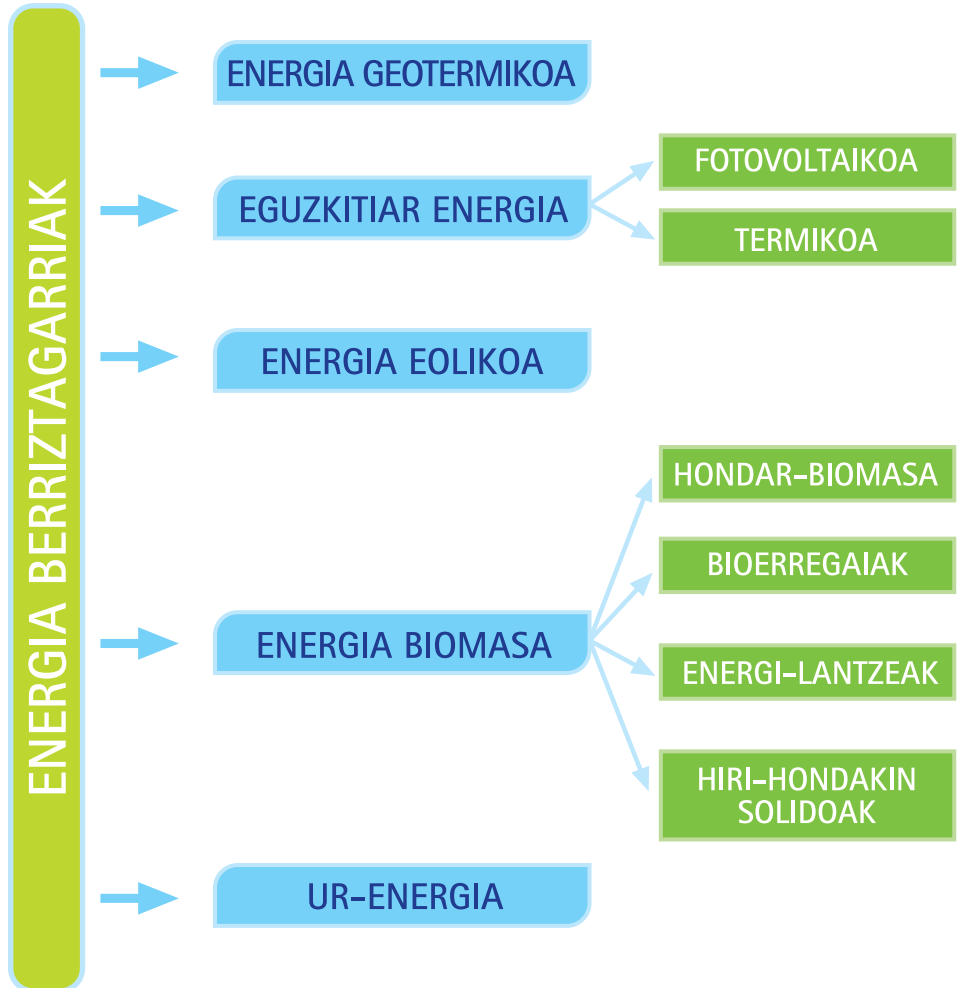 ENERGIA BERRIZTAGARRIAK
ENERGIA GEOTERMIKOA
EGUZKITIAR ENERGIA
FOTOVOLTAIKOA
TERMIKOA
ENERGIA EOLIKOA
ENERGIA BIOMASA
HONDAR-BIOMASA
BIOERREGAIAK
ENERGI-LANTZEAK
HIRI-HONDAKIN
SOLIDOAK
UR-ENERGIA